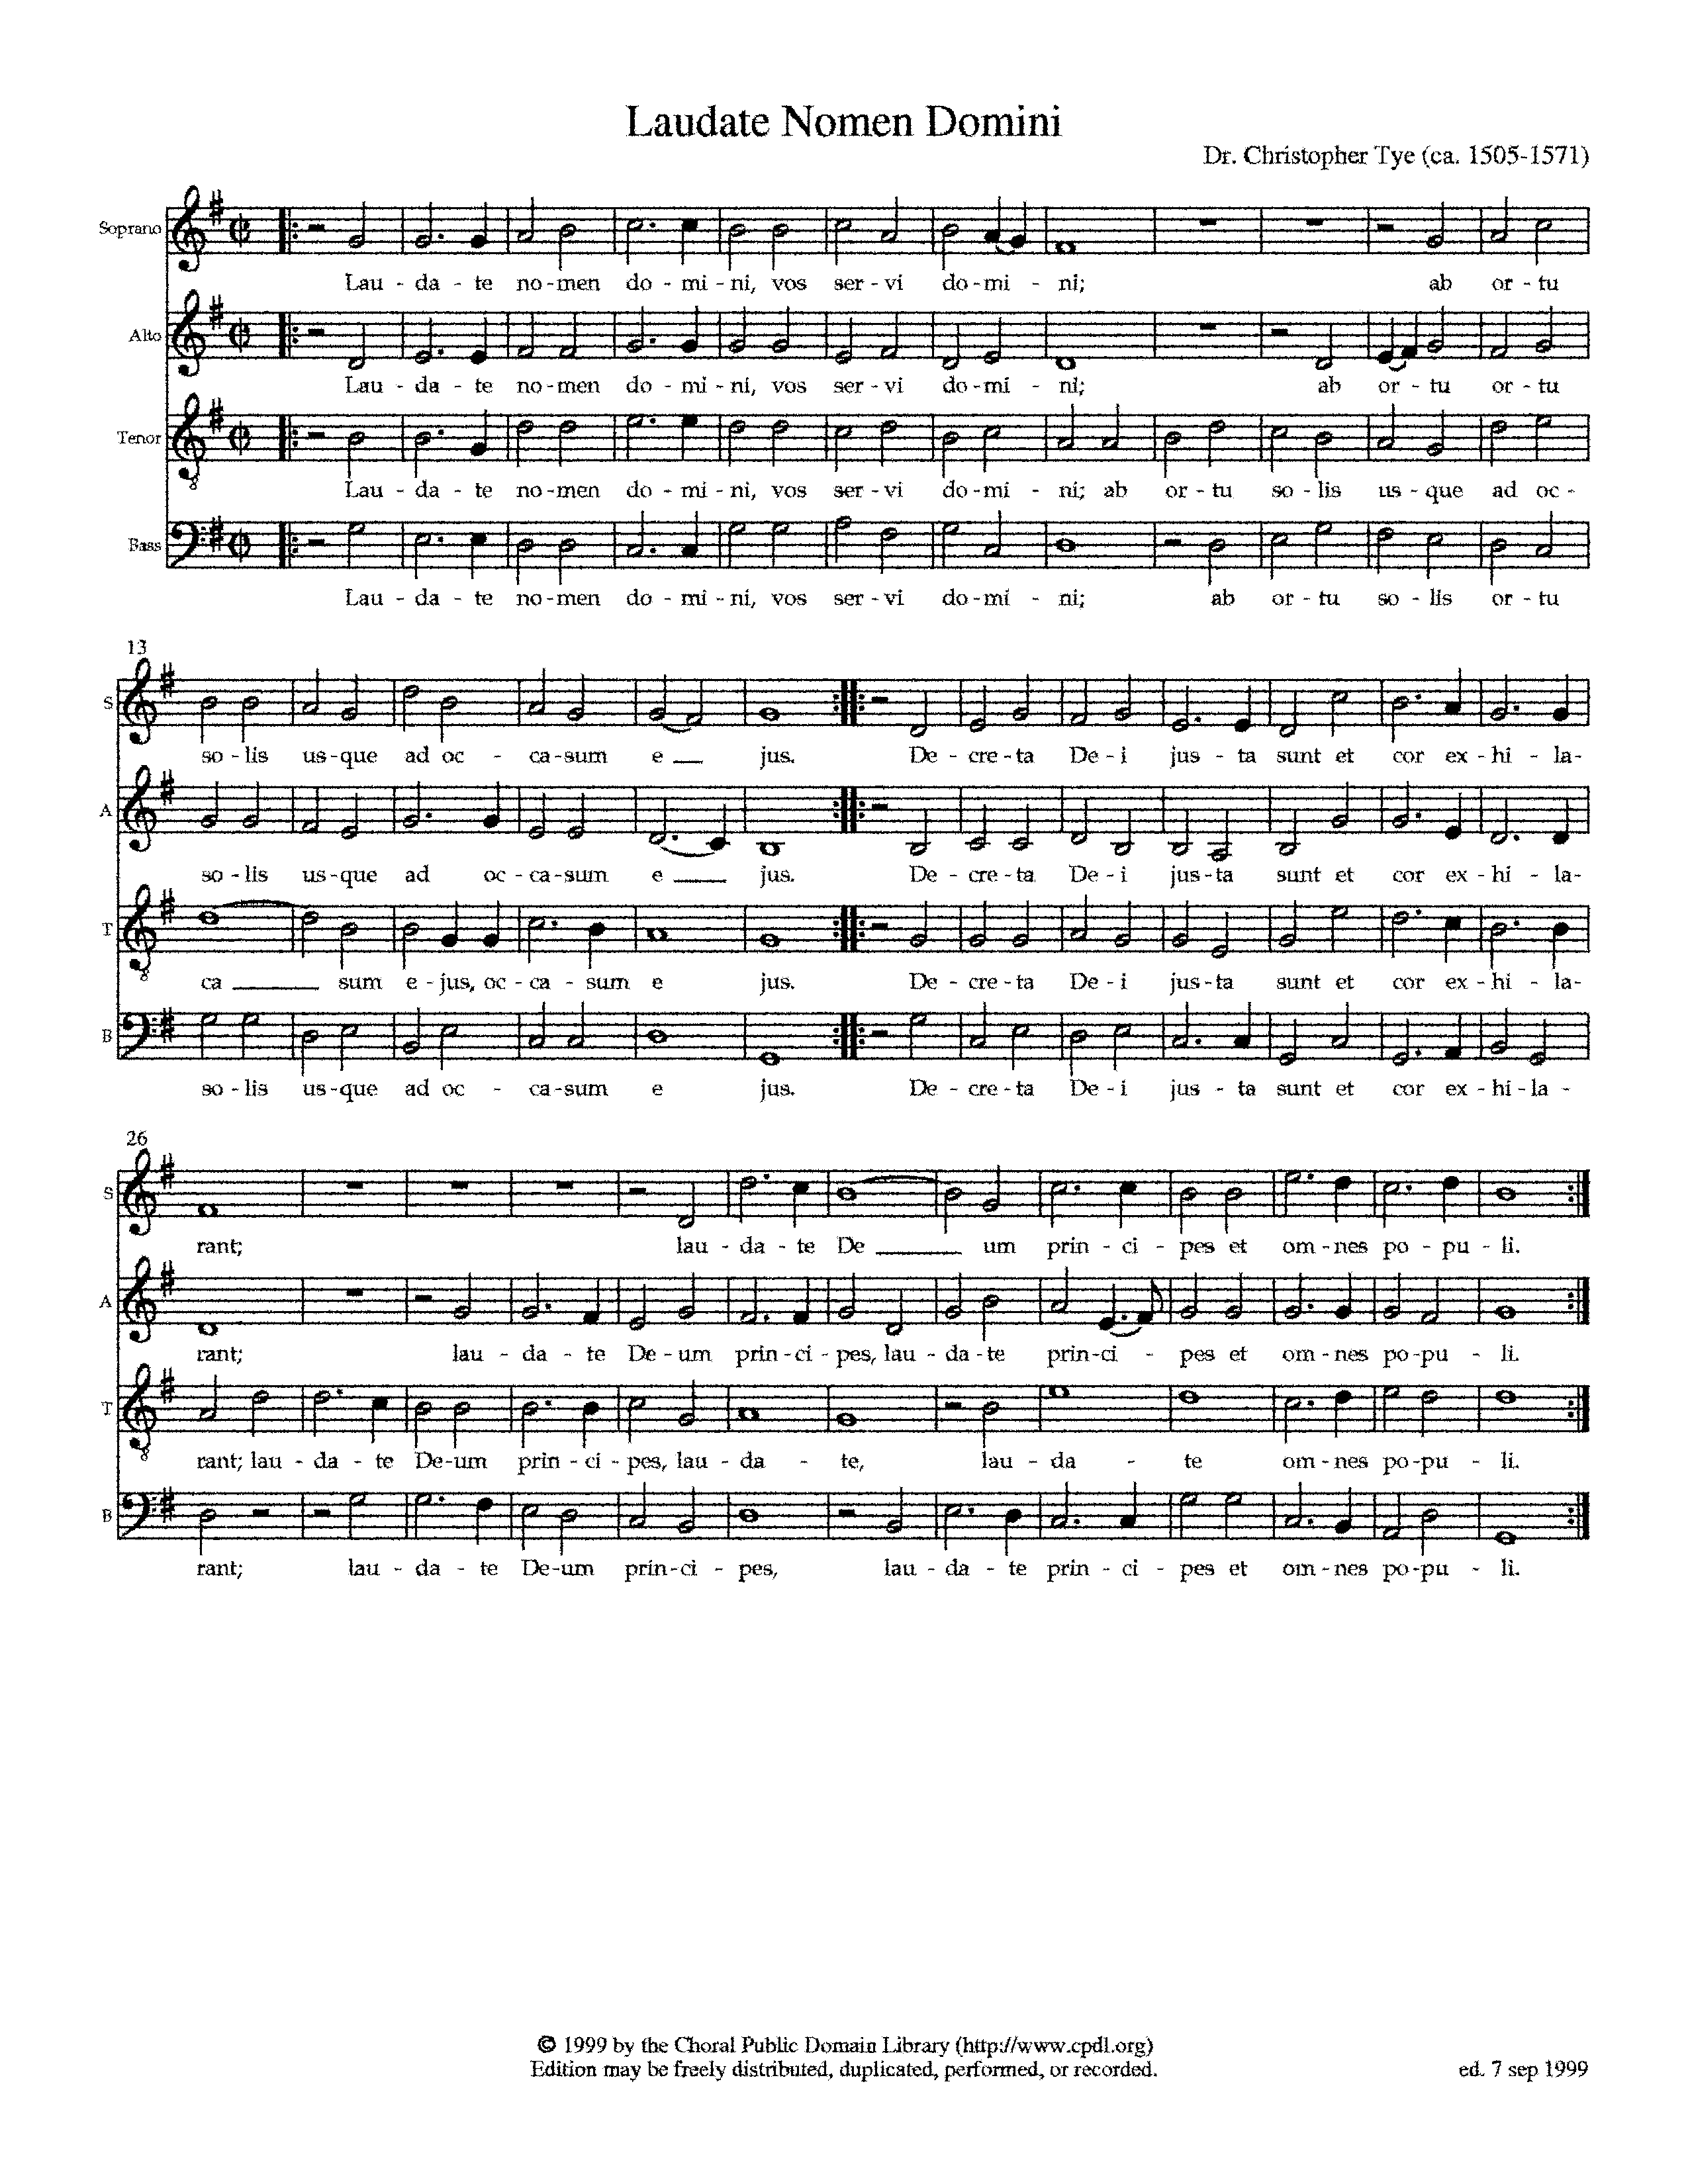 Laudate Nomen Domini
Dr. Christopher Tye (ca. 1505-1571)
Soprano
Lau - da - te no - men do - mi - ni, vos ser - vi do - mi - ni; ab or - tu
Alto
Lau - da - te no - men do - mi - ni, vos ser - vi do - mi - ni; ab or - tu or - tu
Tenor
8
Lau - da - te no - men do - mi - ni, vos ser - vi do - mi - ni; ab or - tu so - lis us - que ad oc -
Bass
Lau - da - te no - men do - mi - ni, vos ser - vi do - mi - ni; ab or - tu so - lis or - tu
13
S
so - lis us - que ad oc - ca - sum e jus. De - cre - ta De - i jus - ta sunt et cor ex - hi - la-
A
so - lis us - que ad oc - ca - sum e jus. De - cre - ta De - i jus - ta sunt et cor ex - hi - la-
T
8
ca sum e - jus, oc - ca - sum e jus. De - cre - ta De - i jus - ta sunt et cor ex - hi - la-
B
so - lis us - que ad oc - ca - sum e jus. De - cre - ta De - i jus - ta sunt et cor ex - hi - la -
26
S
rant; lau - da - te De um prin - ci - pes et om - nes po - pu - li.
A
rant; lau - da - te De - um prin - ci - pes, lau - da - te prin - ci - pes et om - nes po - pu - li.
T
8
rant; lau - da - te De - um prin - ci - pes, lau - da - te, lau - da - te om - nes po - pu - li.
B
rant; lau - da - te De - um prin - ci - pes, lau - da - te prin - ci - pes et om - nes po - pu - li.
© 1999 by the Choral Public Domain Library (http://www.cpdl.org)
Edition may be freely distributed, duplicated, performed, or recorded.
ed. 7 sep 1999